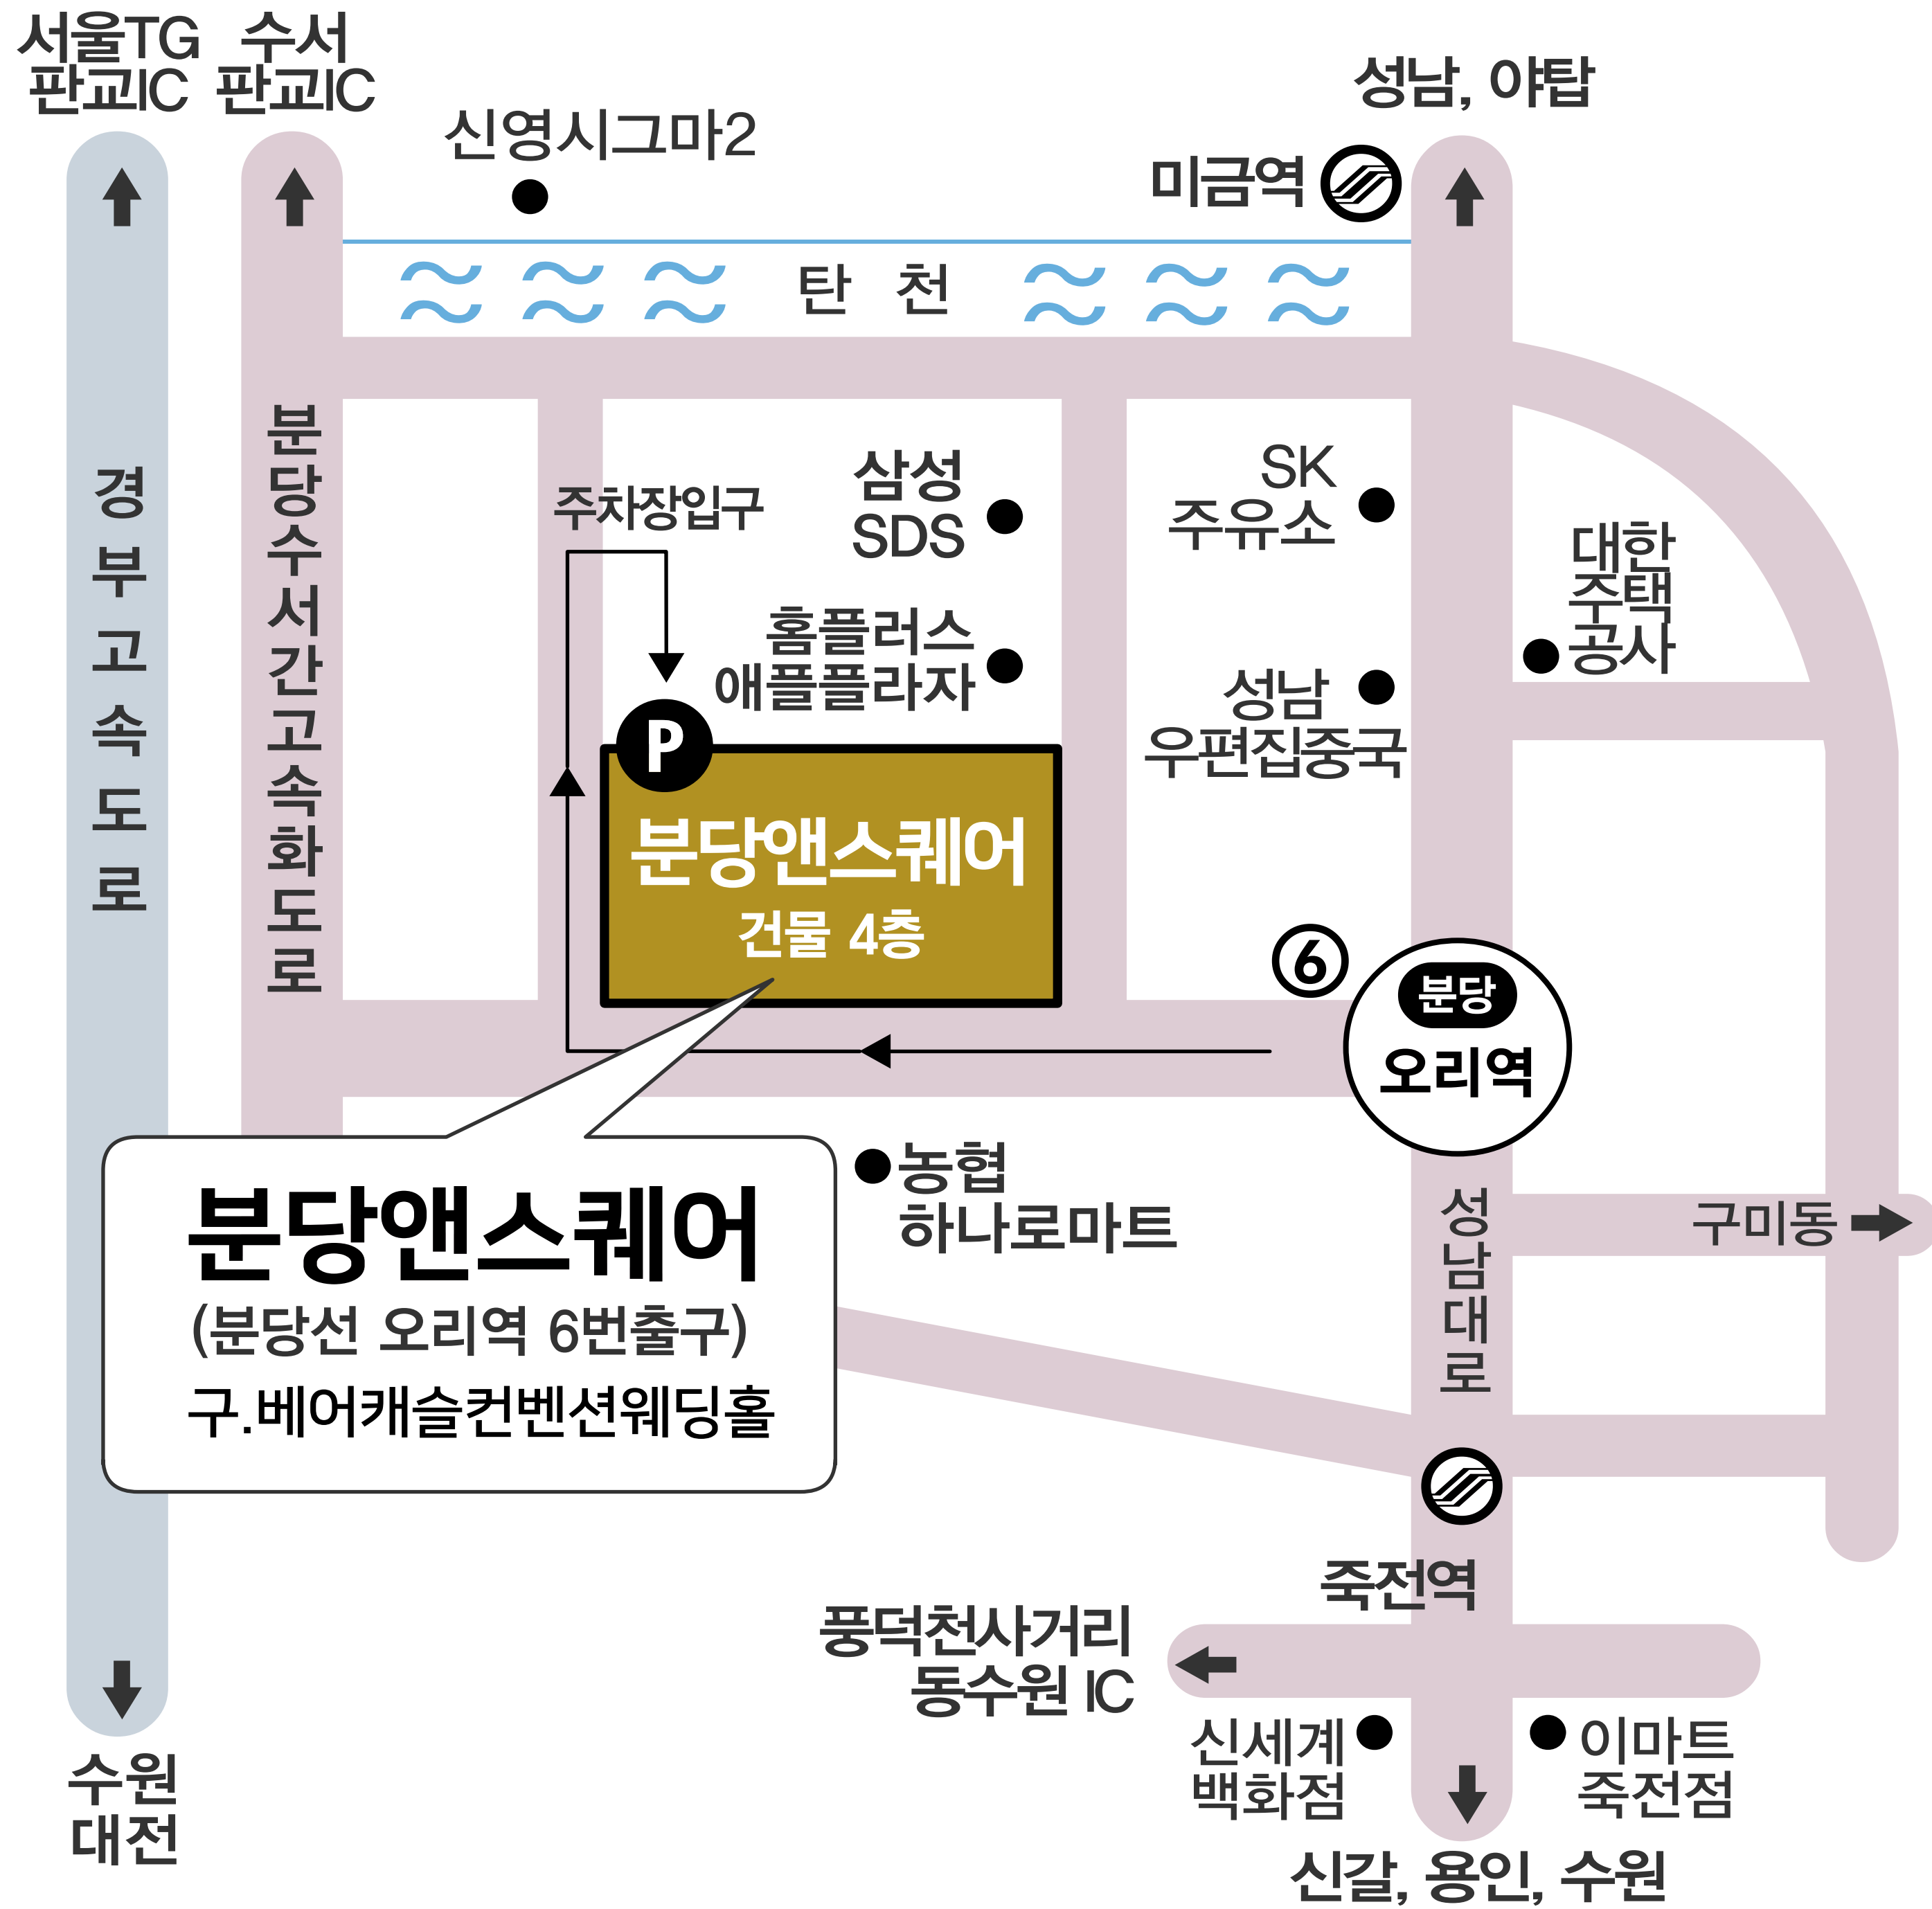 서울TG
판교IC
수서
판교IC
신영시그마2
성남, 야탑
미금역
탄 천
경부고속도로
분당수서간고속화도로
주차장입구
삼성
SDS
SK
주유소
대한
주택
공사
홈플러스
애플플라자
성남
우편집중국
P
분당앤스퀘어
건물 4층
6
분당
오리역
농협
하나로마트
성남대로
구미동
분당앤스퀘어
(분당선 오리역 6번출구)
구.베어캐슬컨벤션웨딩홀
죽전역
풍덕천사거리
동수원 IC
신세계
백화점
이마트
죽전점
수원
대전
신갈, 용인, 수원